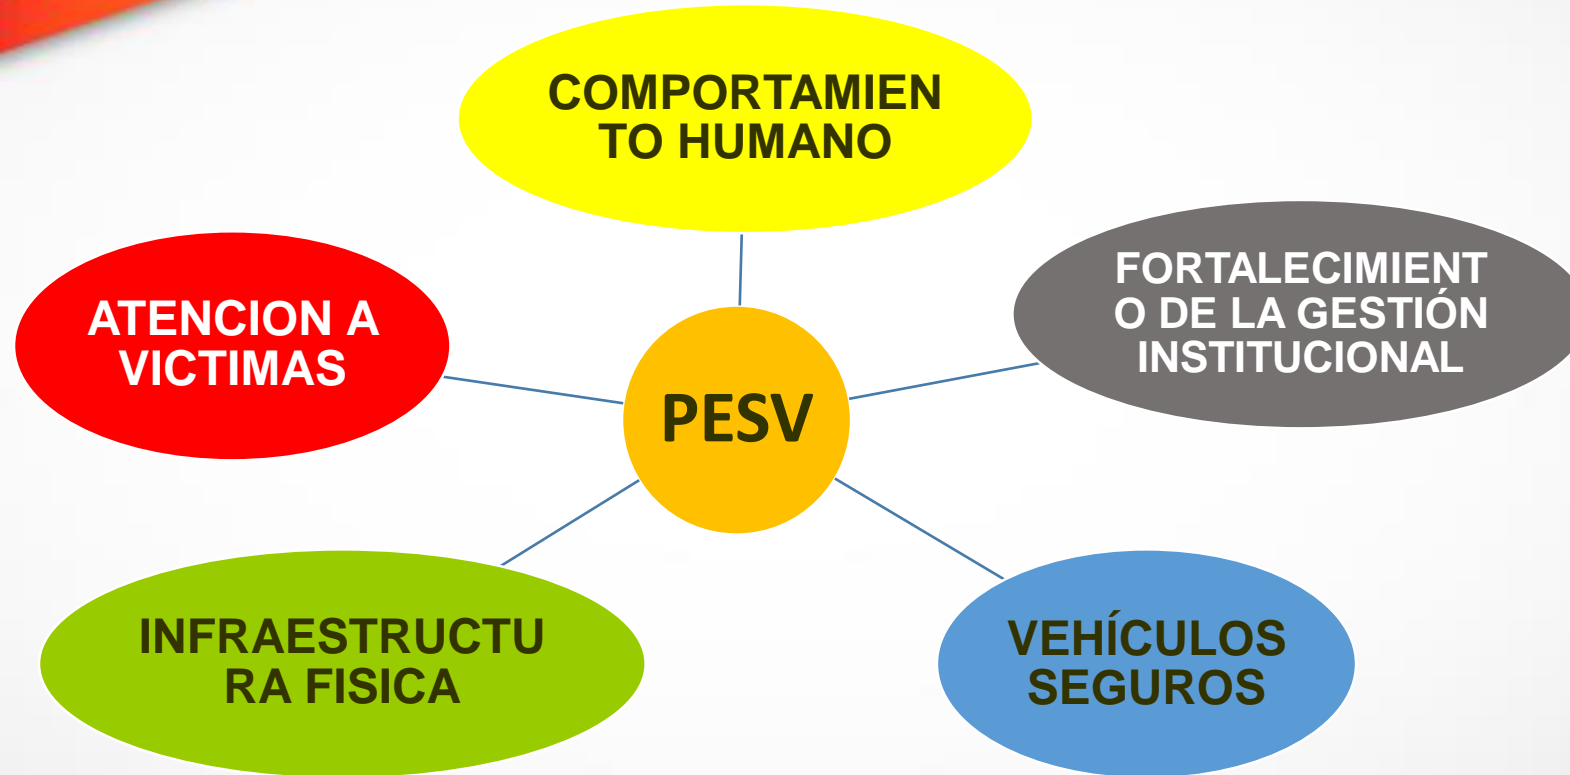 COMPORTAMIEN
TO HUMANO
FORTALECIMIENT
O DE LA GESTIÓN
INSTITUCIONAL
ATENCION A
VICTIMAS
PESV
INFRAESTRUCTU
RA FISICA
VEHÍCULOS
SEGUROS